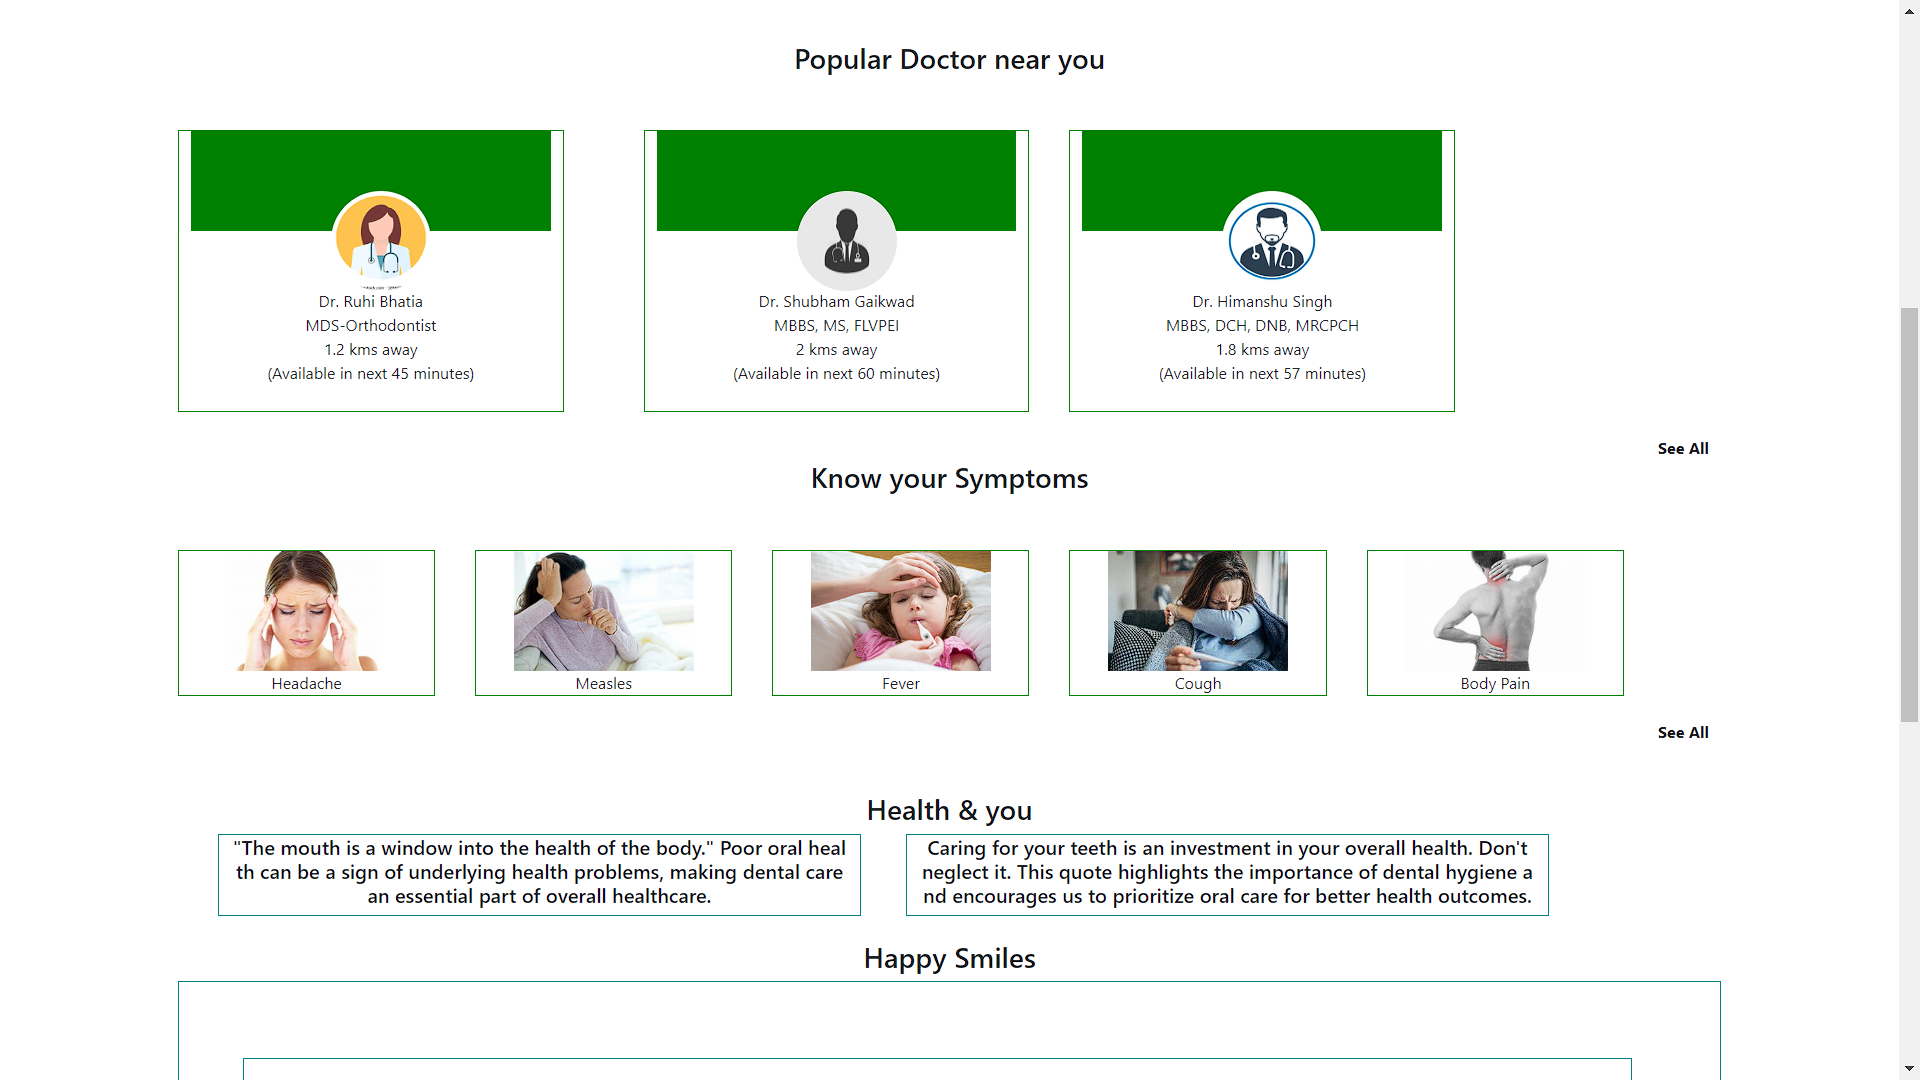 Popular Doctor near you
Dr. Ruhi Bhatia
MDS-Orthodontist
1.2 kms away
(Available in next 45 minutes)
Dr. Shubham Gaikwad
MBBS, MS, FLVPEI
2 kms away
(Available in next 60 minutes)
Dr. Himanshu Singh
MBBS, DCH, DNB, MRCPCH
1.8 kms away
(Available in next 57 minutes)
See All
Know your Symptoms
Headache
Measles
Fever
Cough
Body Pain
See All
Health & you
"The mouth is a window into the health of the body." Poor oral heal
th can be a sign of underlying health problems, making dental care
an essential part of overall healthcare.
Caring for your teeth is an investment in your overall health. Don't
neglect it. This quote highlights the importance of dental hygiene a
nd encourages us to prioritize oral care for better health outcomes.
Happy Smiles